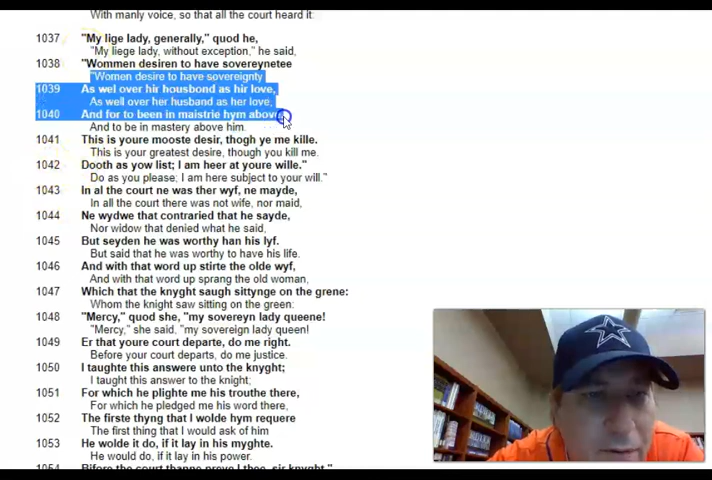 With manly voice, so that all the court heard it:
1037 "My lige lady, generally," quod he,
"My liege lady, without exception," he said,
1038 "Wommen desiren to have sovereynetee
"Women desire to have sovereignty
1039 As wel over hir housbond as hir love,
As well over her husband as her love,
1040 And for to been in maistrie hym above.
And to be in mastery above him.
1041 This is youre mooste desir, thogh ye me kille.
This is your greatest desire, though you kill me.
1042 Dooth as yow list; I am heer at youre wille."
Do as you please; I am here subject to your will."
1043 In al the court ne was ther wyf, ne mayde,
In all the court there was not wife, nor maid,
1044 Ne wydwe that contraried that he sayde,
Nor widow that denied what he said,
1045 But seyden he was worthy han his lyf.
But said that he was worthy to have his life.
1046 And with that word up stirte the olde wyf,
And with that word up sprang the old woman,
1047 Which that the knyght saugh sittynge on the grene:
Whom the knight saw sitting on the green:
1048 "Mercy," quod she, "my sovereyn lady queene!
"Mercy," she said, "my sovereign lady queen!
1049 Er that youre court departe, do me right.
Before your court departs, do me justice.
1050 I taughte this answere unto the knyght;
I taught this answer to the knight;
1051 For which he plighte me his trouthe there,
For which he pledged me his word there,
1052 The firste thyng that I wolde hym requere
The first thing that I would ask of him
1053 He wolde it do, if it lay in his myghte.
He would do, if it lay in his power.
1054 Bifore the court thanne preye I thee, sir knyght,"